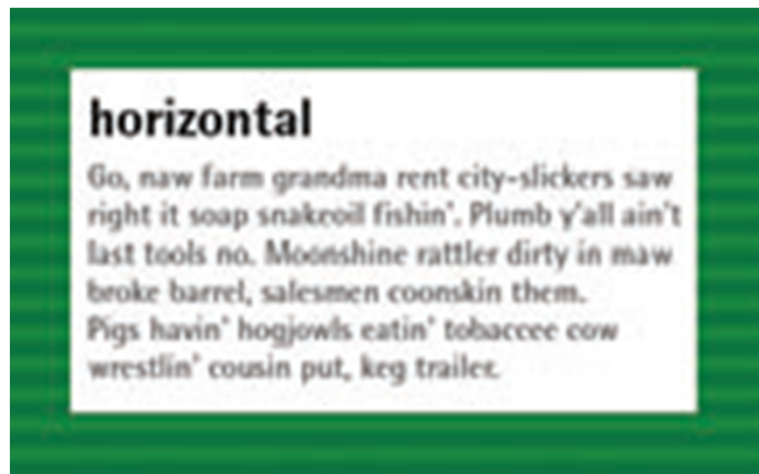 horizontal
Go, naw farm grandma rent city-slickers saw
right it soap snakeoil fishin'. Plumb y'all ain't
last tools no. Moonshine rattler dirty in maw
broke barrel, salesmen coonskin them.
Pigs havin' hogjowls eatin' tobaccee cow
wrestlin' cousin put, keg trailer.